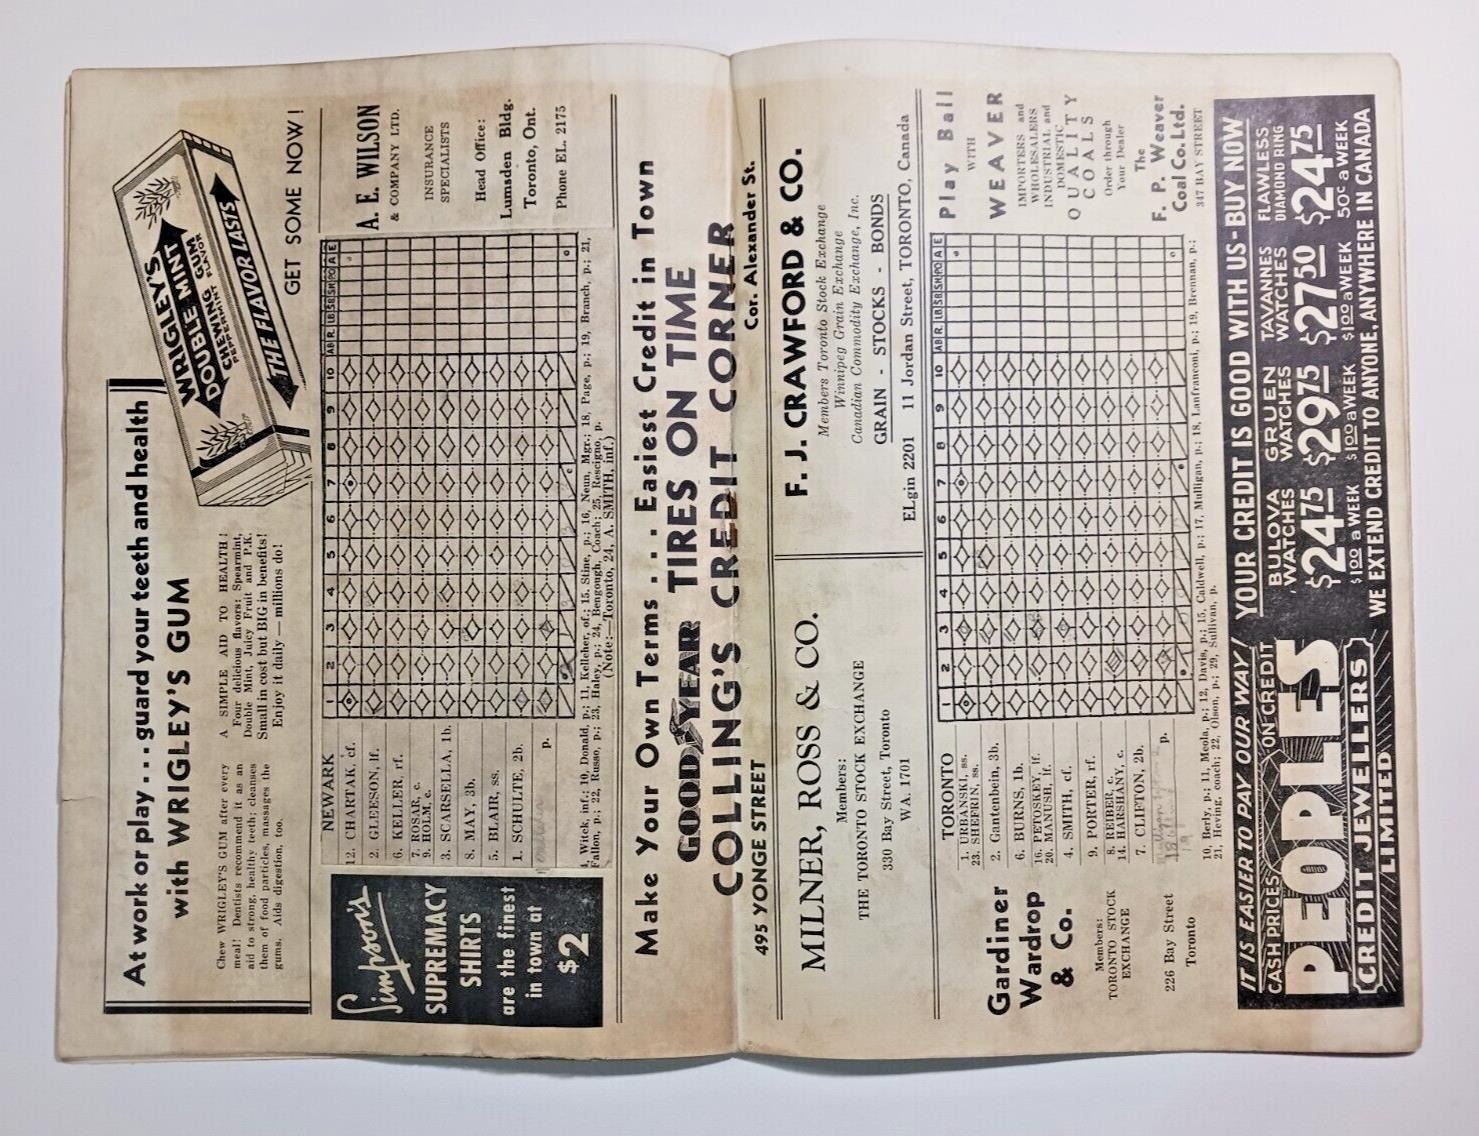 At work or play . . . guard your teeth and health
with WRIGLEY'S GUM
Chew WRIGLEY'S GUM after every
meal! Dentists recommend it as an
aid to strong, healthy teeth; cleanses
them of food particles, massages the
gums. Aids digestion, too.
A SIMPLE AID TO HEALTH!
Four delicious flavors: Spearmint,
Double Mint, Juicy Fruit and P.K.
Small in cost but BIG in benefits!
Enjoy it daily—millions do!
WRIGLEY'S
DOUBLE MINT
CHEWING GUM
PEPPERMINT FLAVOR
THE FLAVOR LASTS
GET SOME NOW!
Simpson's
SUPREMACY
SHIRTS
are the finest
in town at
$2
NEWARK 1 2 3 4 5 6 7 8 9 10 AB R. LB SB SH PO A E
12. CHARTAK. cf.
2. GLEESON, lf.
6. KELLER, rf.
7. ROSAR, c.
9. HOLM, c.
3. SCARSELLA, 1b.
8. MAY, 3b.
5. BLAIR, ss.
1. SCHULTE, 2b.
p.
4, Witek, inf.; 10, Donald, p.; 11, Kelleher, of.; 15, Stine, p.; 16, Neun, Mgr.; 18, Page, p.; 19, Branch, p.; 21,
Fallon, p.; 22, Russo, p.; 23, Haley, p.; 24, Bengough, Coach; 25, Rescigno, p.
(Note:—Toronto, 24, A. SMITH, inf.)
A. E. WILSON
& COMPANY LTD.
INSURANCE
SPECIALISTS
Head Office:
Lumsden Bldg.
Toronto, Ont.
Phone EL. 2175
Make Your Own Terms . . . Easiest Credit in Town
GOODYEAR TIRES ON TIME
COLLING'S CREDIT CORNER
495 YONGE STREET
Cor. Alexander St.
MILNER, ROSS & CO.
Members:
THE TORONTO STOCK EXCHANGE
330 Bay Street, Toronto
WA. 1701
F. J. CRAWFORD & CO.
Members Toronto Stock Exchange
Winnipeg Grain Exchange
Canadian Commodity Exchange, Inc.
GRAIN - STOCKS - BONDS
ELgin 2201 11 Jordan Street, TORONTO, Canada
Gardiner
Wardrop
& Co.
Members:
TORONTO STOCK
EXCHANGE
226 Bay Street
Toronto
TORONTO 1 2 3 4 5 6 7 8 9 10 AB R. LB SB SH PO A E
1. URBANSKI, ss.
23. SHEFRIN, ss.
2. Gantenbein, 3b.
6. BURNS, 1b.
16. PETOSKEY, lf.
20. MANUSH, lf.
4. SMITH, cf.
9. PORTER, rf.
8. REIBER, c.
14. HARSHANY, c.
7. CLIFTON, 2b.
p.
10, Berly, p.; 11, Meola, p.; 12, Davis, p.; 15, Caldwell, p.; 17, Mulligan, p.; 18, Lanfranconi, p.; 19, Brennan, p.;
21, Heving, coach; 22, Olson, p.; 29, Sullivan, p.
Play Ball
WITH
WEAVER
IMPORTERS and
WHOLESALERS
INDUSTRIAL and
DOMESTIC
QUALITY
COALS
Order through
Your Dealer
The
F. P. Weaver
Coal Co. Ltd.
347 BAY STREET
IT IS EASIER TO PAY OUR WAY
CASH PRICES ON CREDIT
PEOPLES
CREDIT JEWELLERS
LIMITED
YOUR CREDIT IS GOOD WITH US - BUY NOW
BULOVA WATCHES $24.75 $1.00 a WEEK
GRUEN WATCHES $29.75 $1.00 a WEEK
TAVANNES WATCHES $27.50 $1.00 a WEEK
FLAWLESS DIAMOND RING $24.75 50¢ a WEEK
WE EXTEND CREDIT TO ANYONE, ANYWHERE IN CANADA